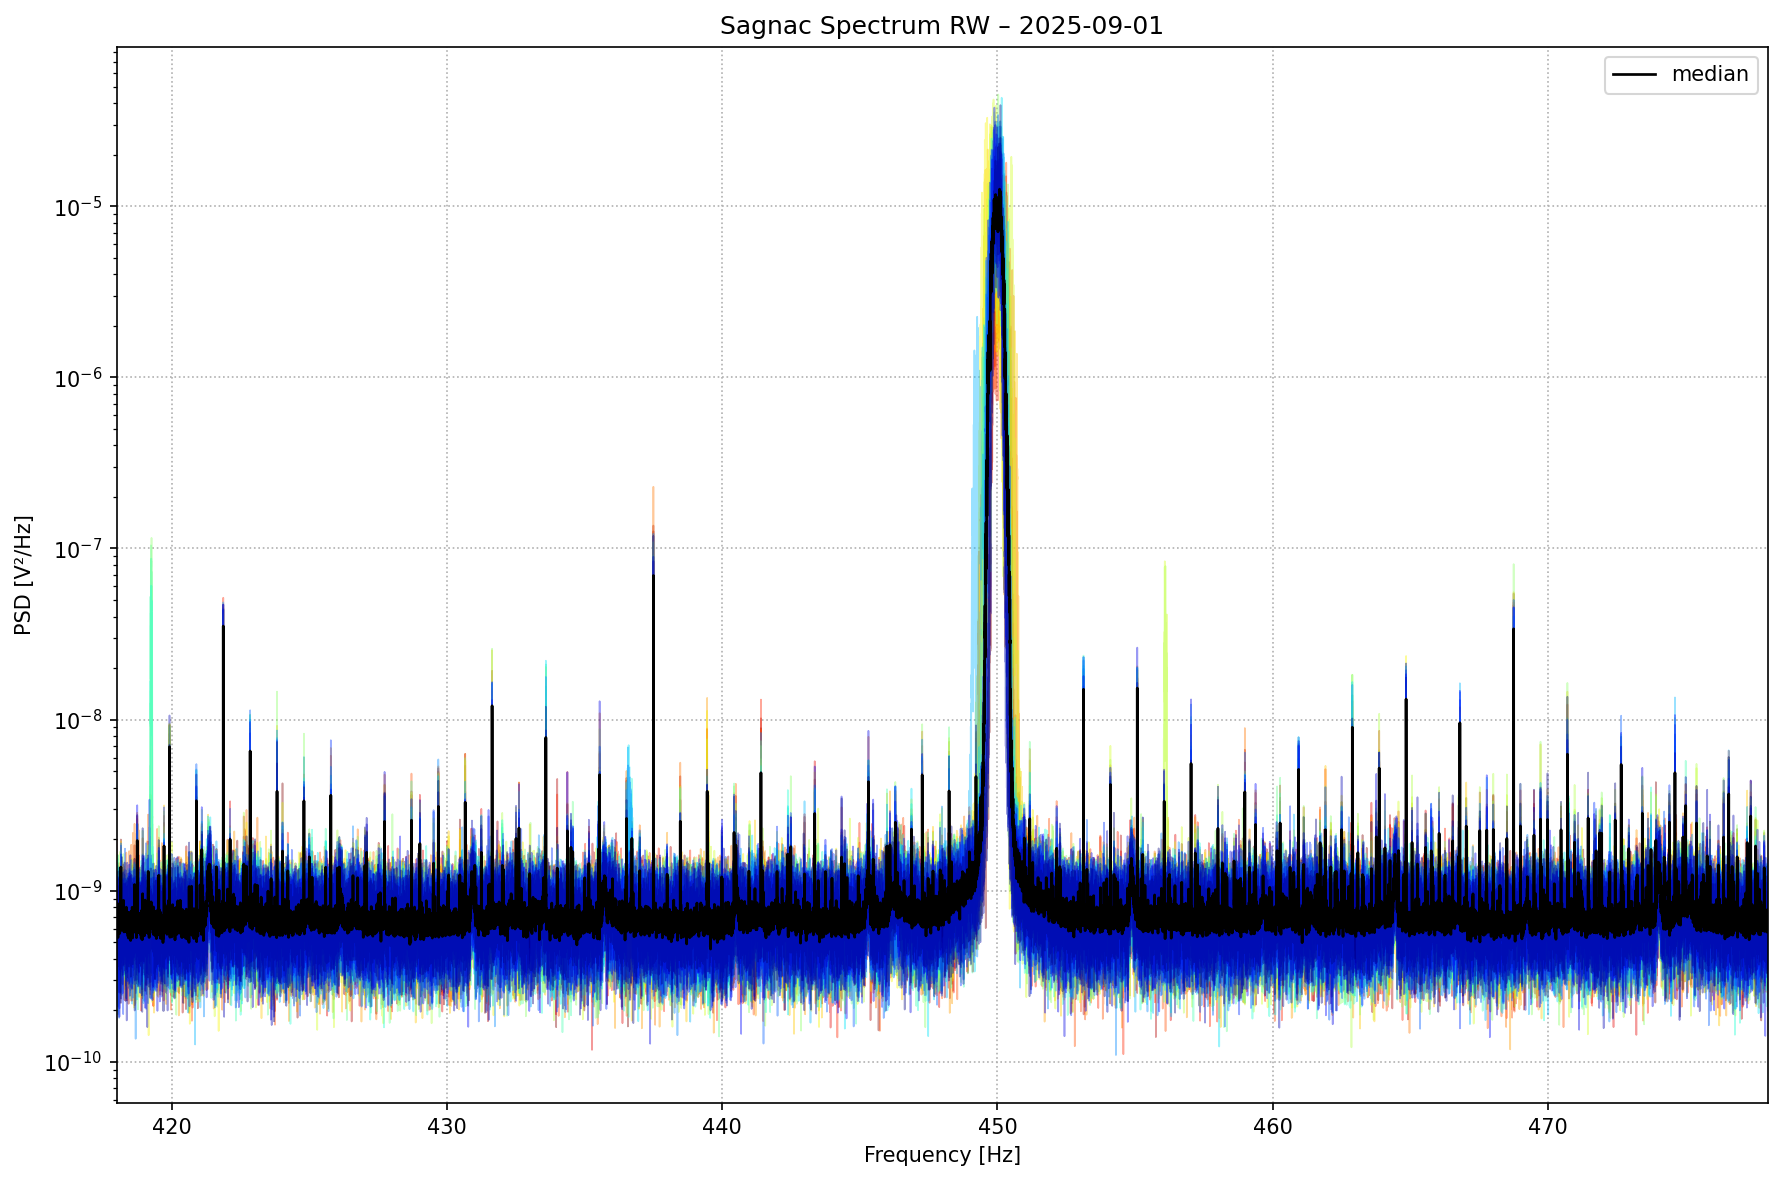 Sagnac Spectrum RW – 2025-09-01
median
PSD [V²/Hz]
10⁻⁵
10⁻⁶
10⁻⁷
10⁻⁸
10⁻⁹
10⁻¹⁰
420 430 440 450 460 470
Frequency [Hz]